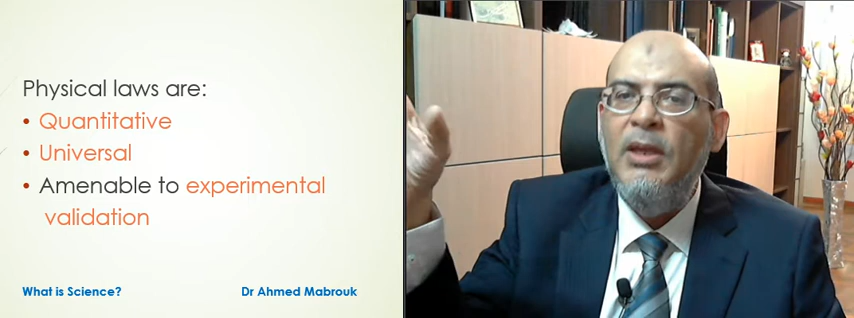 Physical laws are:
• Quantitative
• Universal
• Amenable to experimental
validation
What is Science?
Dr Ahmed Mabrouk